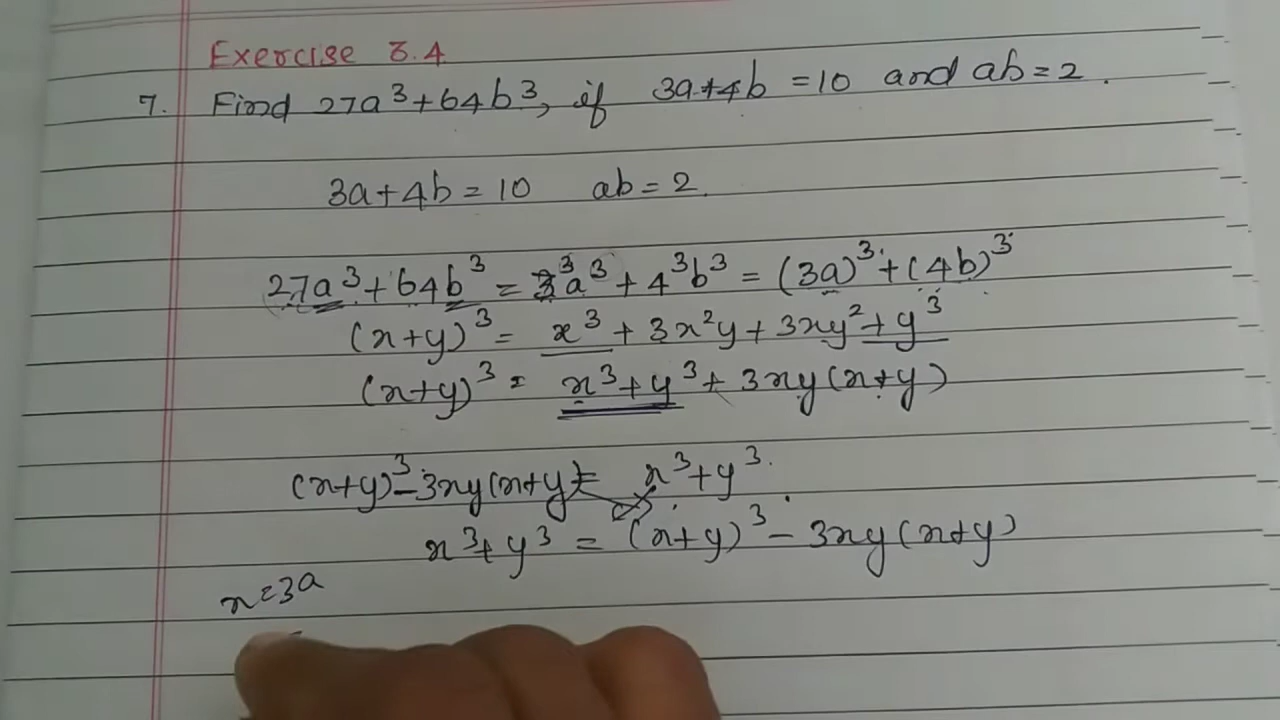 Exercise 3.4
7. Find 27a³+64b³, if 3a+4b=10 and ab=2.
3a+4b=10 ab=2.
27a³+64b³ = 3³a³+4³b³ = (3a)³+(4b)³
(x+y)³ = x³+3x²y+3xy²+y³
(x+y)³ = x³+y³+3xy(x+y)
(x+y)³-3xy(x+y) = x³+y³.
x³+y³ = (x+y)³-3xy(x+y)
x=3a